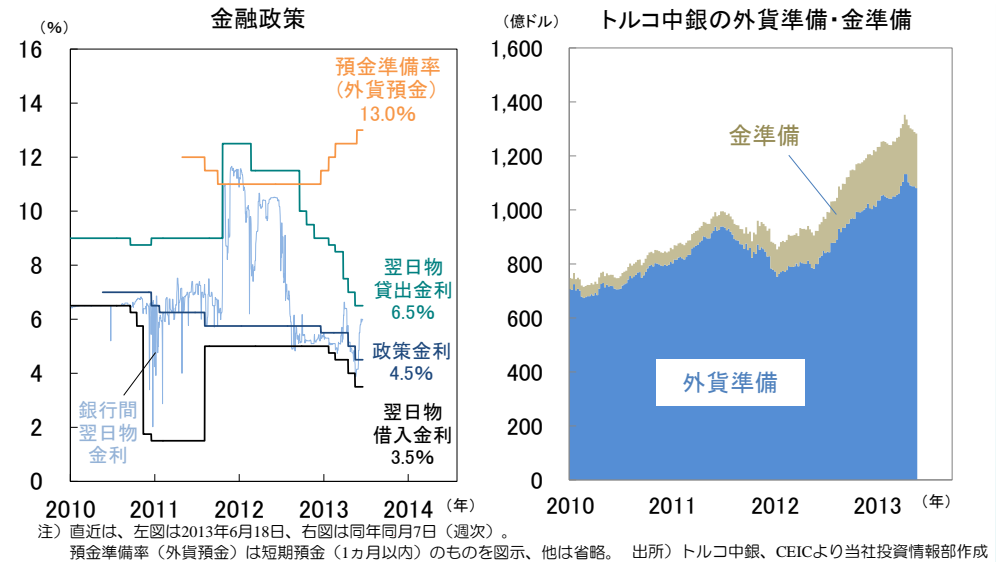 金融政策
(%)
16
14
12
10
8
6
4
2
0
2010
2011
2012
2013
2014
(年)
預金準備率
(外貨預金)
13.0%
翌日物
貸出金利
6.5%
政策金利
4.5%
翌日物
借入金利
3.5%
銀行間
翌日物
金利
トルコ中銀の外貨準備・金準備
(億ドル)
1,600
1,400
1,200
1,000
800
600
400
200
0
2010
2011
2012
2013
(年)
金準備
外貨準備
注）直近は、左図は2013年6月18日、右図は同年同月7日（週次）。
預金準備率（外貨預金）は短期預金（1ヵ月以内）のものを図示、他は省略。 出所）トルコ中銀、CEICより当社投資情報部作成